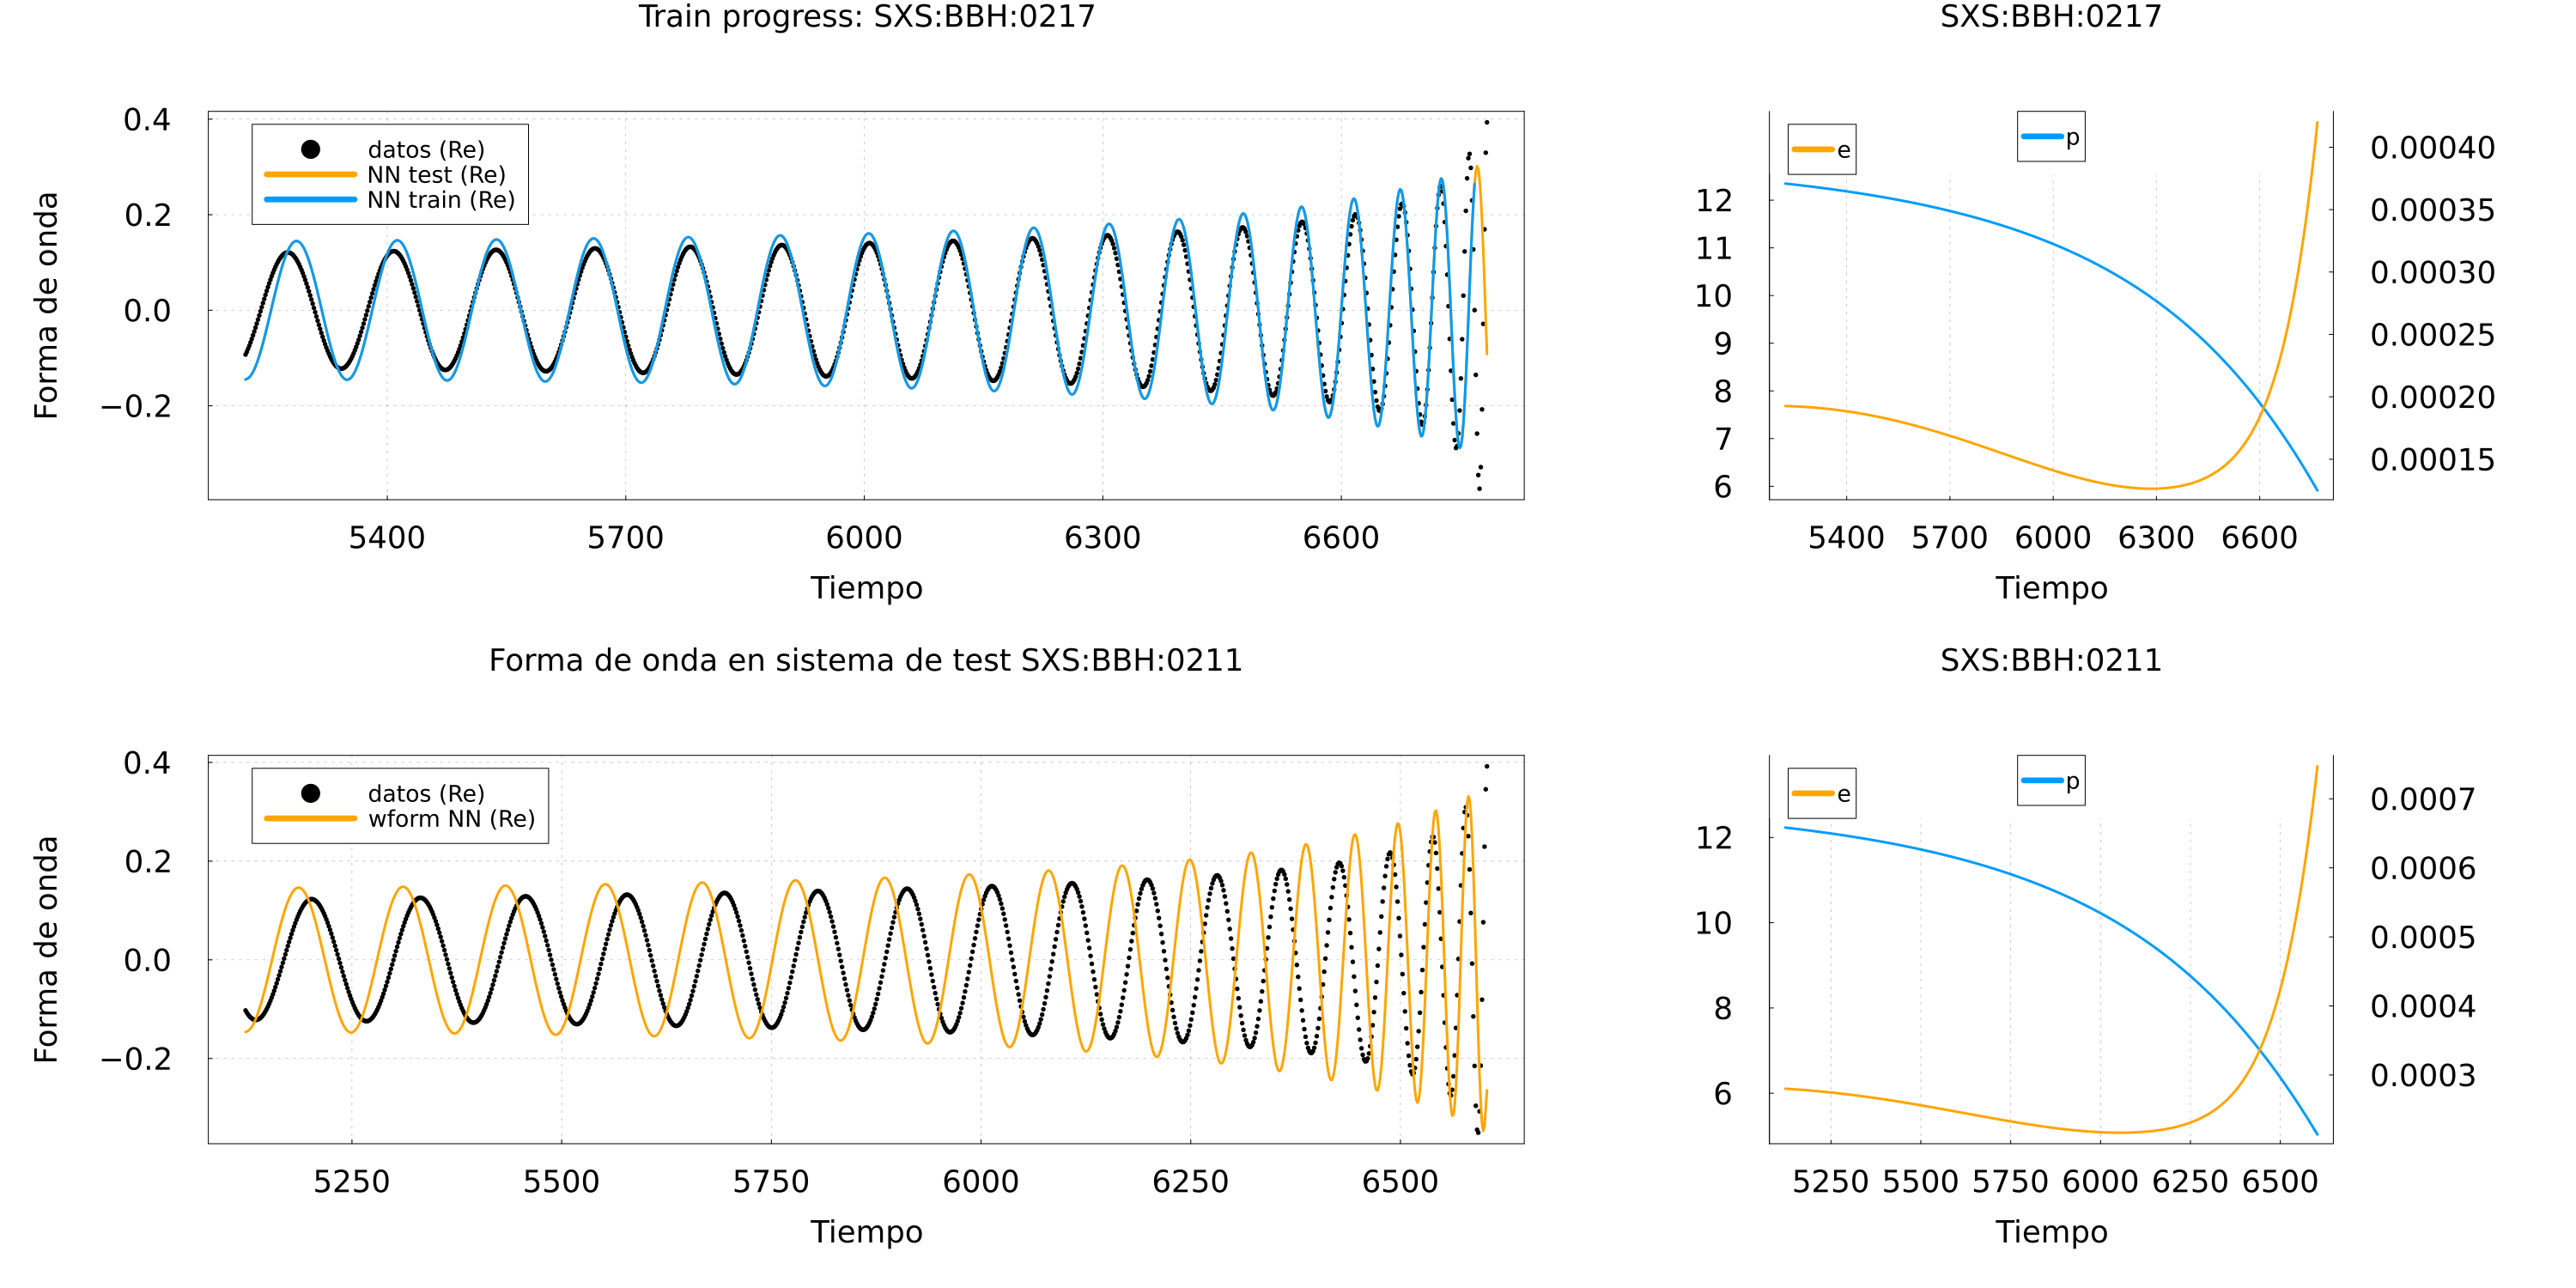 Train progress: SXS:BBH:0217
SXS:BBH:0217
Forma de onda
0.4
0.2
0.0
−0.2
datos (Re)
NN test (Re)
NN train (Re)
5400 5700 6000 6300 6600
Tiempo
e
p
12
11
10
9
8
7
6
0.00040
0.00035
0.00030
0.00025
0.00020
0.00015
5400 5700 6000 6300 6600
Tiempo
Forma de onda en sistema de test SXS:BBH:0211
SXS:BBH:0211
Forma de onda
0.4
0.2
0.0
−0.2
datos (Re)
wform NN (Re)
5250 5500 5750 6000 6250 6500
Tiempo
e
p
12
10
8
6
0.0007
0.0006
0.0005
0.0004
0.0003
5250 5500 5750 6000 6250 6500
Tiempo